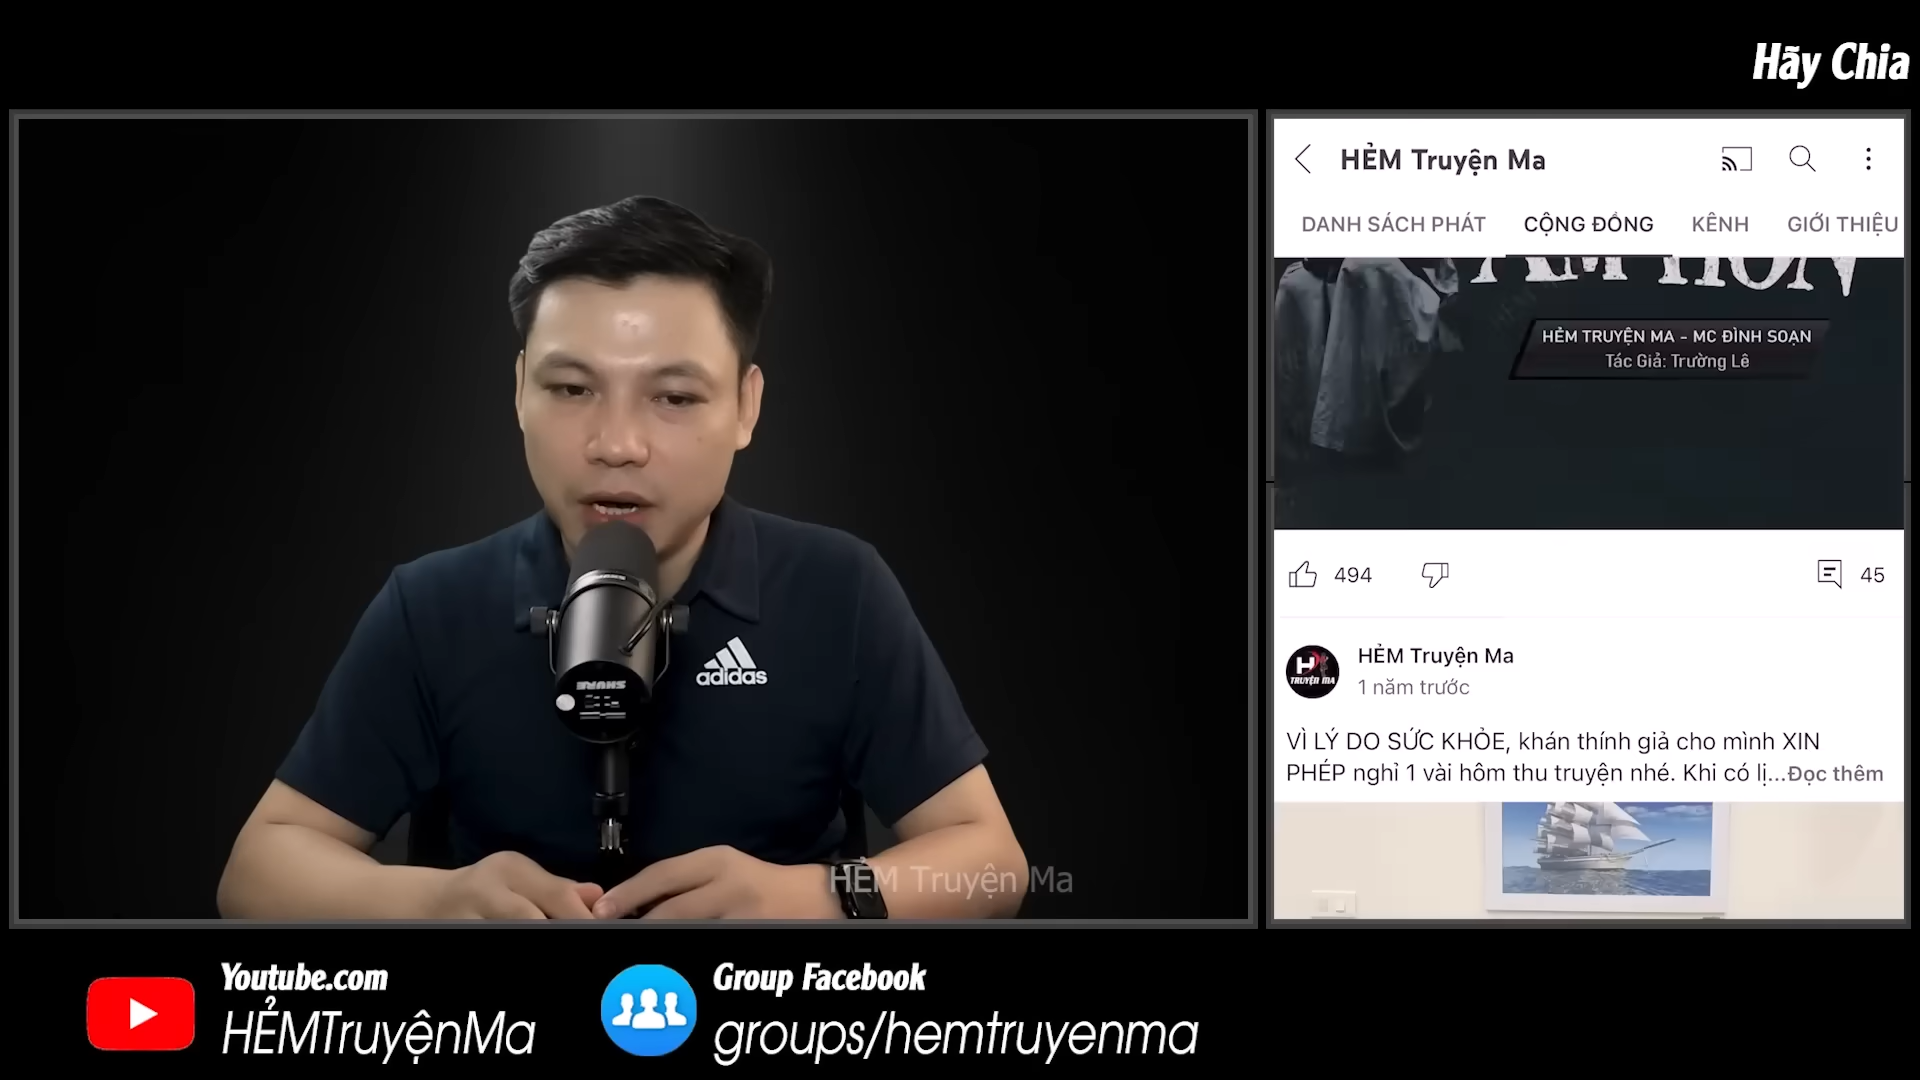 Hãy Chia
HẺM Truyện Ma
DANH SÁCH PHÁT CỘNG ĐỒNG KÊNH GIỚI THIỆU
HẺM TRUYỆN MA - MC ĐÌNH SOẠN
Tác Giả: Trường Lê
494 45
HẺM Truyện Ma
1 năm trước
TRUYỆN MA
VÌ LÝ DO SỨC KHỎE, khán thính giả cho mình XIN
PHÉP nghỉ 1 vài hôm thu truyện nhé. Khi có lị...Đọc thêm
adidas
SHURE
HẺM Truyện Ma
Youtube.com
HẺMTruyệnMa
Group Facebook
groups/hemtruyenma